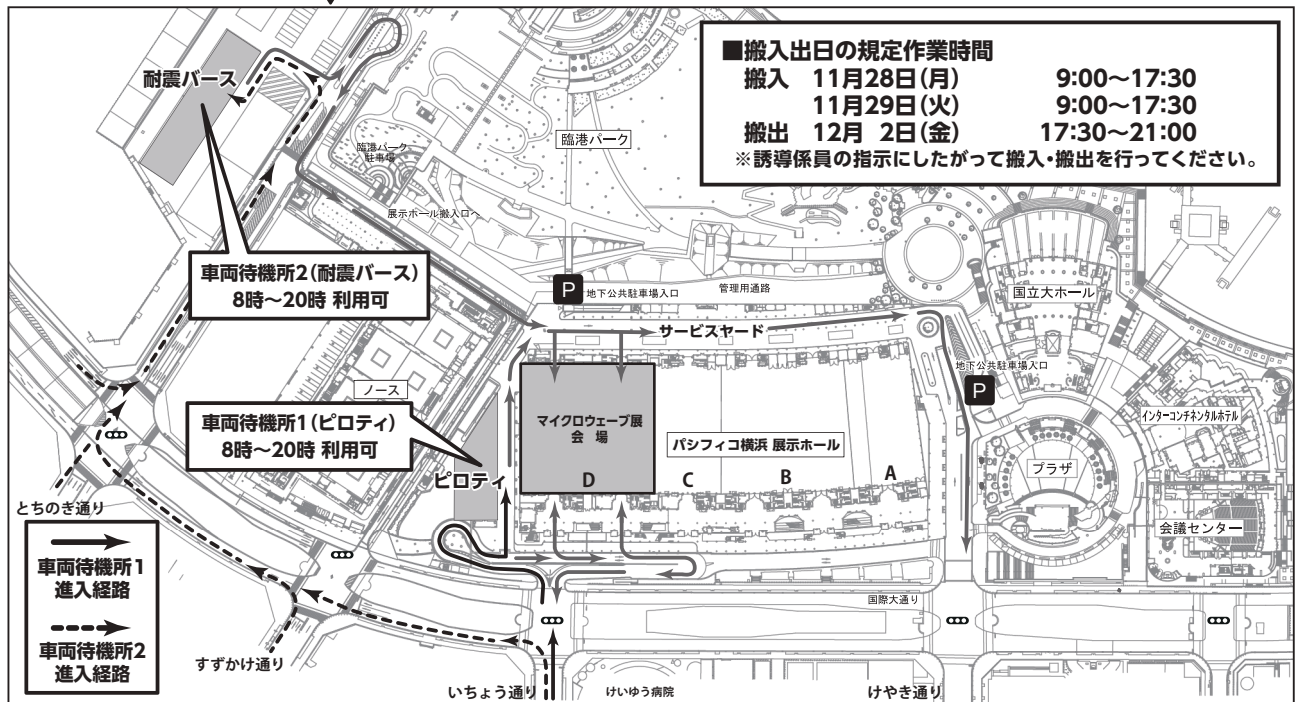 ■搬入出日の規定作業時間
搬入 11月28日（月） 9:00～17:30
11月29日（火） 9:00～17:30
搬出 12月 2日（金） 17:30～21:00
※誘導係員の指示にしたがって搬入・搬出を行ってください。
耐震バース
臨港パーク
臨港パーク
駐車場
展示ホール搬入口へ
車両待機所2（耐震バース）
8時～20時 利用可
P
地下公共駐車場入口
管理用通路
国立大ホール
サービスヤード
地下公共駐車場入口
P
ノース
インターコンチネンタルホテル
車両待機所1（ピロティ）
8時～20時 利用可
マイクロウェーブ展
会 場
パシフィコ横浜 展示ホール
プラザ
ピロティ
D
C
B
A
とちのき通り
会議センター
車両待機所1
進入経路
車両待機所2
進入経路
国際大通り
すずかけ通り
いちょう通り
けいゆう病院
けやき通り